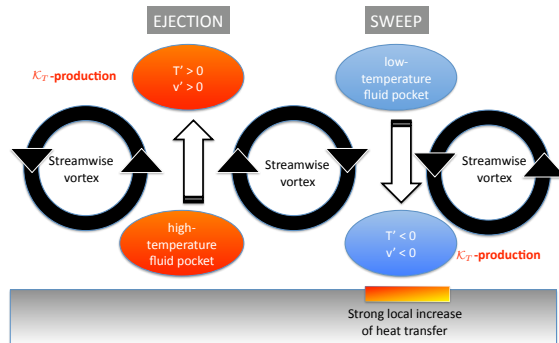 EJECTION
SWEEP
𝒦T-production
T' > 0
v' > 0
low-
temperature
fluid pocket
Streamwise
vortex
Streamwise
vortex
Streamwise
vortex
high-
temperature
fluid pocket
T' < 0
v' < 0
𝒦T-production
Strong local increase
of heat transfer